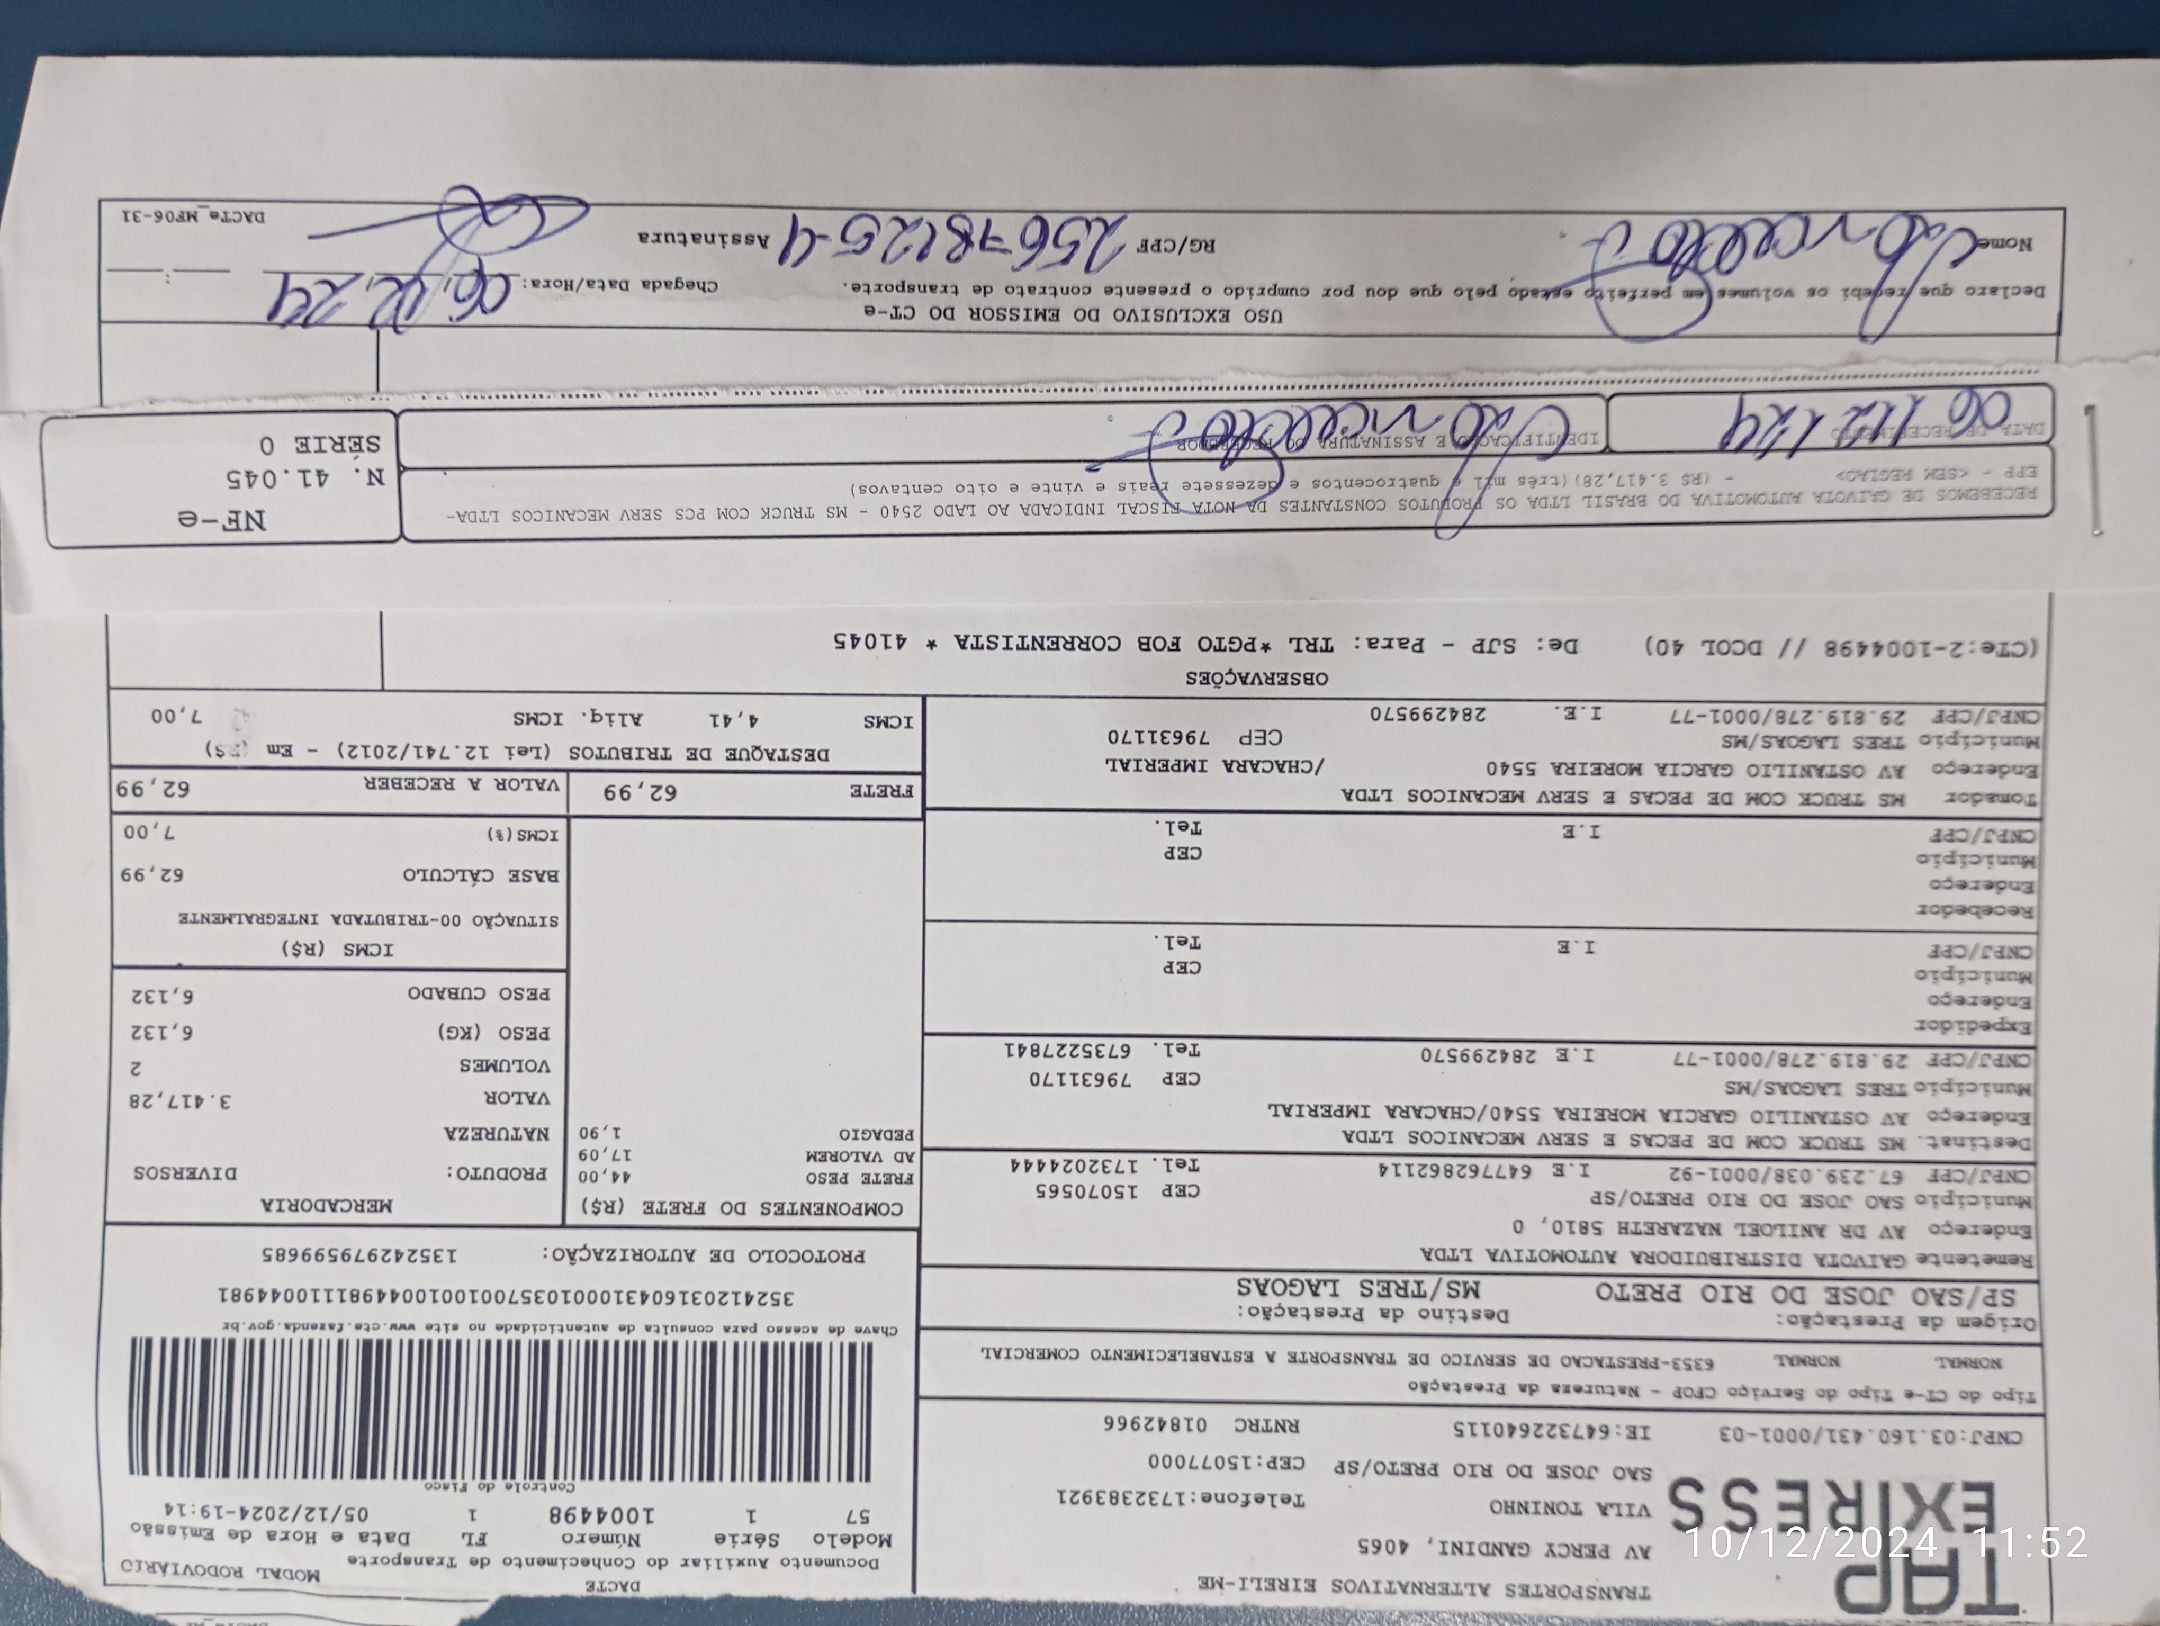 TAP
EXPRESS
TRANSPORTES ALTERNATIVOS EIRELI-ME
AV PERCY GANDINI, 4065
VILA TONINHO Telefone:1732383921
SAO JOSE DO RIO PRETO/SP CEP:15077000
CNPJ:03.160.431/0001-03 IE:647322640115 RNTRC 01842966
DACTE
Documento Auxiliar do Conhecimento de Transporte MODAL RODOVIÁRIO
Modelo Série Número FL Data e Hora de Emissão
57 1 1004498 1 05/12/2024-19:14
Controle do Fisco
Chave de acesso para consulta de autenticidade no site www.cte.fazenda.gov.br
35241203160431000103570010010044981110044981
PROTOCOLO DE AUTORIZAÇÃO: 135242979599685
Tipo do CT-e Tipo do Serviço CFOP - Natureza da Prestação
NORMAL NORMAL 6353-PRESTACAO DE SERVICO DE TRANSPORTE A ESTABELECIMENTO COMERCIAL
Origem da Prestação: Destino da Prestação:
SP/SAO JOSE DO RIO PRETO MS/TRES LAGOAS
Remetente GAIVOTA DISTRIBUIDORA AUTOMOTIVA LTDA
Endereço AV DR ANILOEL NAZARETH 5810, 0
Município SAO JOSE DO RIO PRETO/SP CEP 15070565
CNPJ/CPF 67.239.038/0001-92 I.E 647762862114 Tel. 1732024444
Destinat. MS TRUCK COM DE PECAS E SERV MECANICOS LTDA
Endereço AV OSTANILIO GARCIA MOREIRA 5540/CHACARA IMPERIAL
Município TRES LAGOAS/MS CEP 79631170
CNPJ/CPF 29.819.278/0001-77 I.E 284299570 Tel. 6735227841
Expedidor
Endereço
Município CEP
CNPJ/CPF I.E Tel.
Recebedor
Endereço
Município CEP
CNPJ/CPF I.E Tel.
Tomador MS TRUCK COM DE PECAS E SERV MECANICOS LTDA
Endereço AV OSTANILIO GARCIA MOREIRA 5540 /CHACARA IMPERIAL
Município TRES LAGOAS/MS CEP 79631170
CNPJ/CPF 29.819.278/0001-77 I.E. 284299570
COMPONENTES DO FRETE (R$)
FRETE PESO 44,00
AD VALOREM 17,09
PEDAGIO 1,90
MERCADORIA
PRODUTO: DIVERSOS
NATUREZA
VALOR 3.417,28
VOLUMES 2
PESO (KG) 6,132
PESO CUBADO 6,132
ICMS (R$)
SITUAÇÃO 00-TRIBUTADA INTEGRALMENTE
BASE CÁLCULO 62,99
ICMS(%) 7,00
FRETE 62,99 VALOR A RECEBER 62,99
DESTAQUE DE TRIBUTOS (Lei 12.741/2012) - Em (R$)
ICMS 4,41 Aliq. ICMS 7,00
OBSERVAÇÕES
(CTe:2-1004498 // DCOL 40) De: SJP - Para: TRL *PGTO FOB CORRENTISTA * 41045
RECEBEMOS DE GAIVOTA AUTOMOTIVA DO BRASIL LTDA OS PRODUTOS CONSTANTES DA NOTA FISCAL INDICADA AO LADO 2540 - MS TRUCK COM PCS SERV MECANICOS LTDA-
EPP - <SEM REGIAO> - (R$ 3.417,28) (três mil e quatrocentos e dezessete reais e vinte e oito centavos)
DATA DE RECEBIMENTO 06/12/24
IDENTIFICAÇÃO E ASSINATURA DO RECEBEDOR
NF-e
N. 41.045
SÉRIE 0
USO EXCLUSIVO DO EMISSOR DO CT-e
Declaro que recebi os volumes em perfeito estado pelo que dou por cumprido o presente contrato de transporte. Chegada Data/Hora: 06/12/24 __:__
Nome RG/CPF 25678125-4 Assinatura
DACTe_MF06-31
10/12/2024 11:52